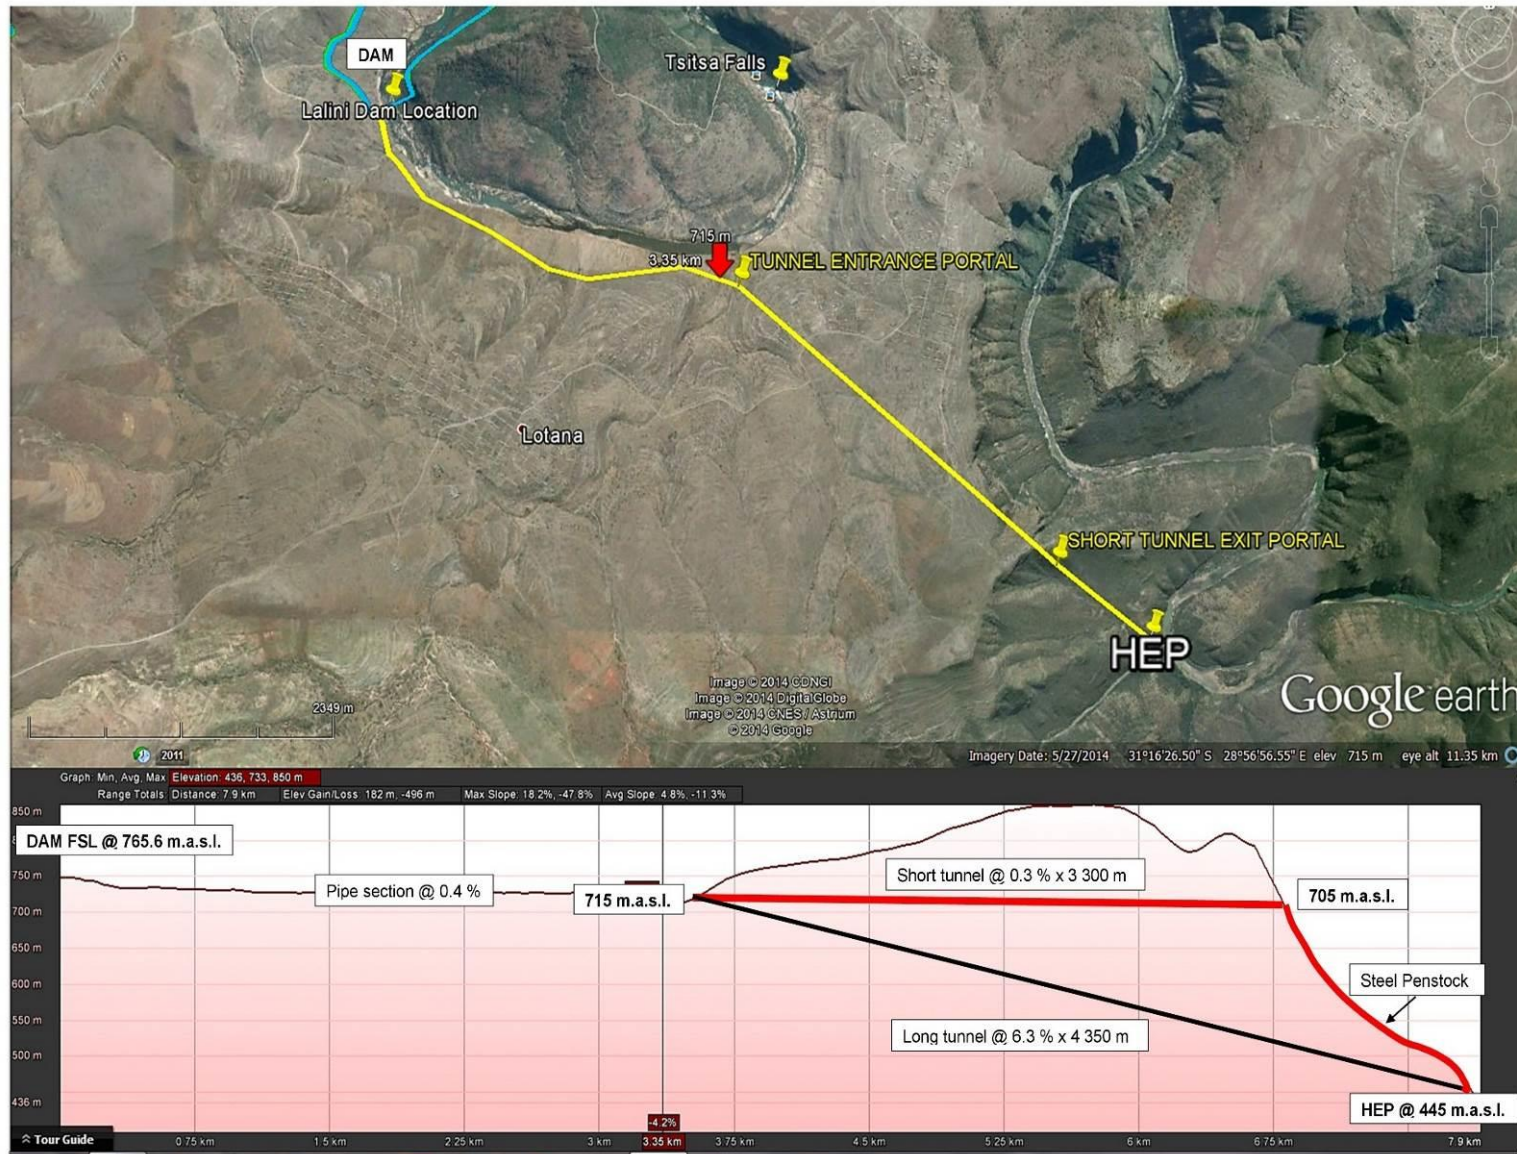 DAM
Tsitsa Falls
Lalini Dam Location
715 m
3.35 km
TUNNEL ENTRANCE PORTAL
Lotana
SHORT TUNNEL EXIT PORTAL
HEP
Image © 2014 CDNGI
Image © 2014 DigitalGlobe
Image © 2014 CNES / Astrium
© 2014 Google
Google earth
2349 m
2011
Imagery Date: 5/27/2014 31°16'26.50" S 28°56'56.55" E elev 715 m eye alt 11.35 km
Graph: Min, Avg, Max Elevation: 436, 733, 850 m
Range Totals: Distance: 7.9 km Elev Gain/Loss: 182 m, -496 m Max Slope: 18.2%, -47.8% Avg Slope: 4.8%, -11.3%
850 m
DAM FSL @ 765.6 m.a.s.l.
750 m
Pipe section @ 0.4 %
715 m.a.s.l.
Short tunnel @ 0.3 % x 3 300 m
705 m.a.s.l.
700 m
650 m
600 m
Steel Penstock
550 m
Long tunnel @ 6.3 % x 4 350 m
500 m
436 m
HEP @ 445 m.a.s.l.
-4.2%
Tour Guide
0.75 km
1.5 km
2.25 km
3 km
3.35 km
3.75 km
4.5 km
5.25 km
6 km
6.75 km
7.9 km